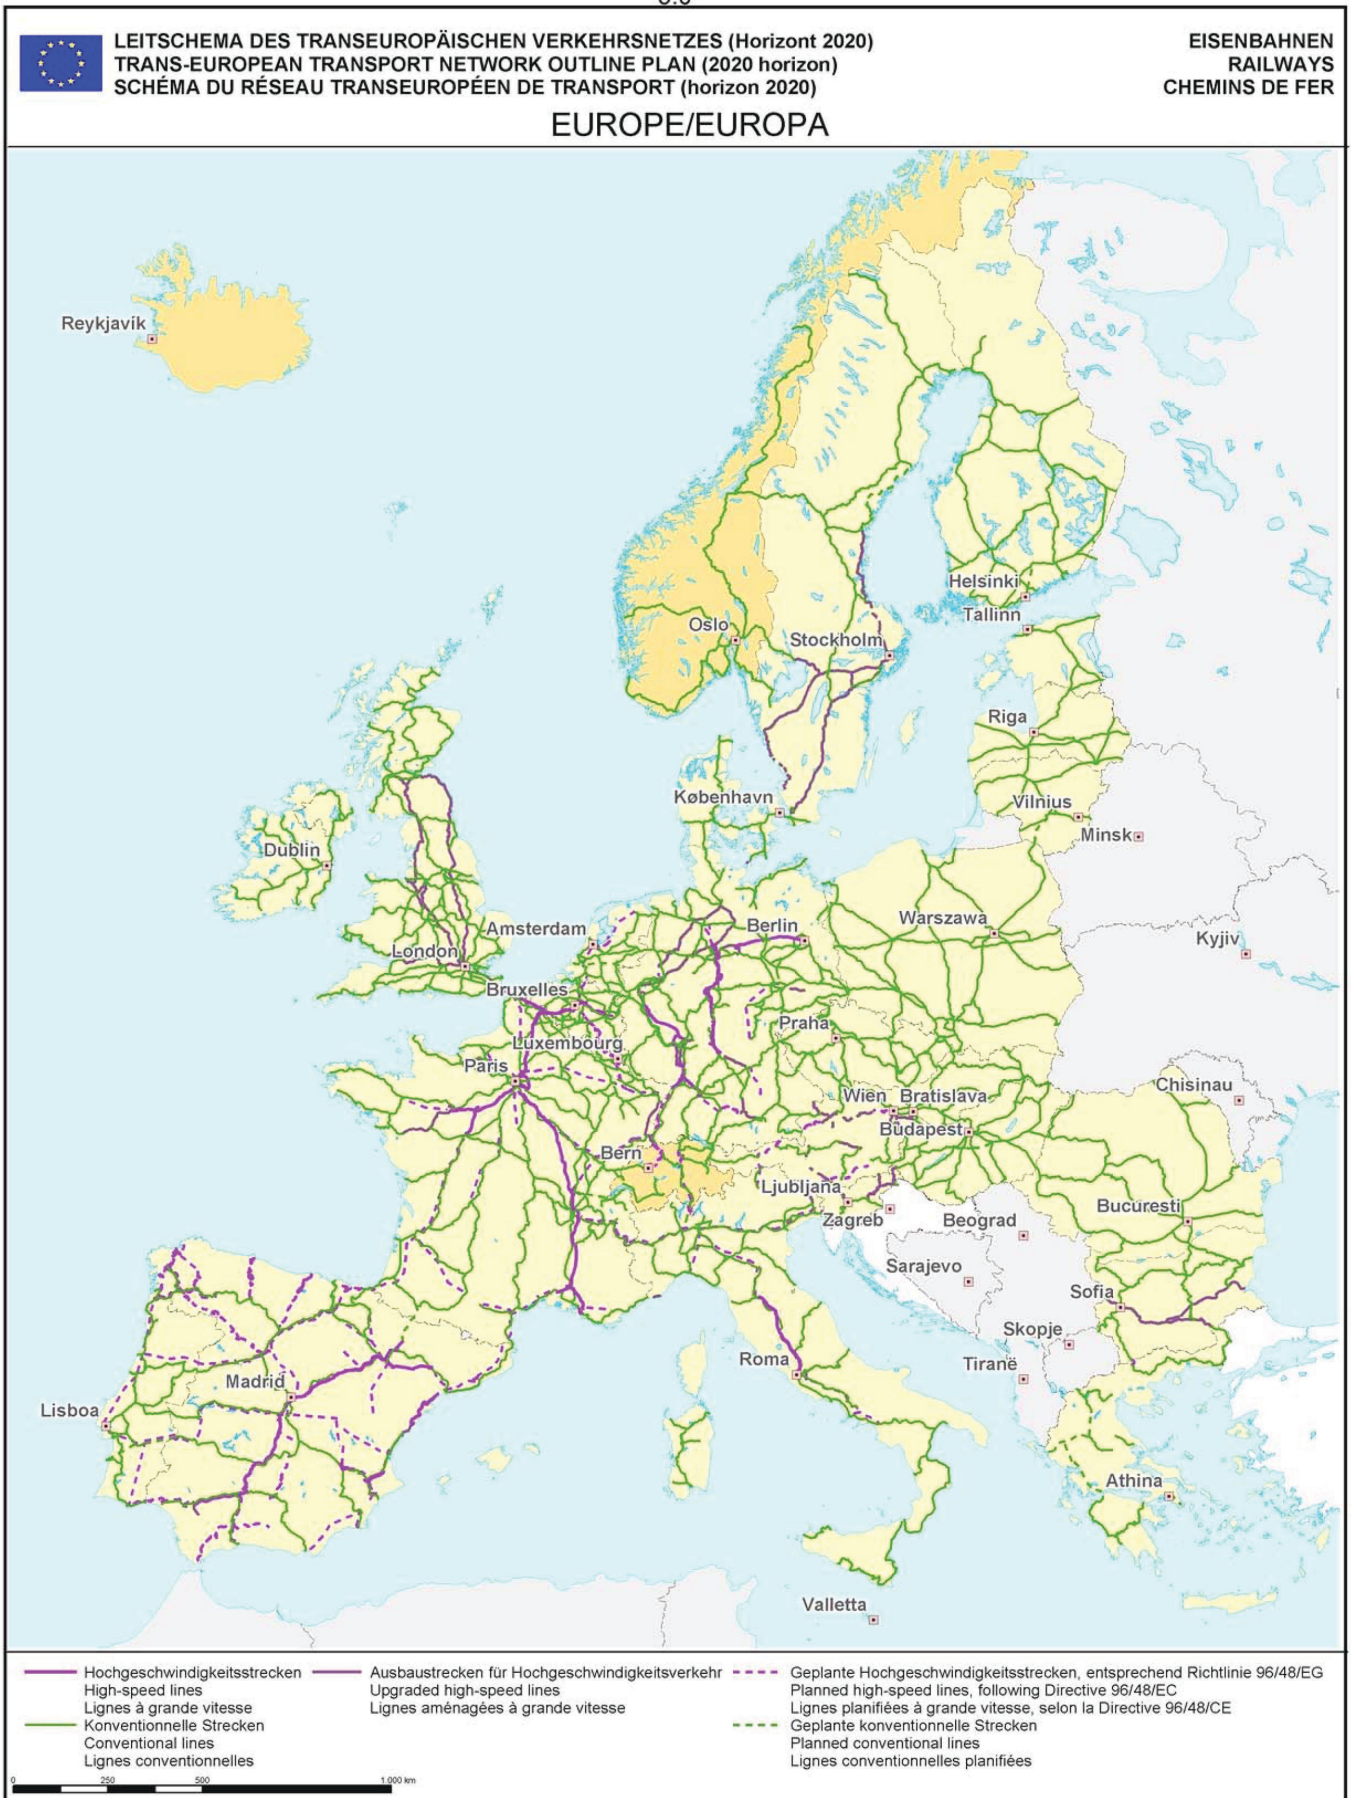 LEITSCHEMA DES TRANSEUROPÄISCHEN VERKEHRSNETZES (Horizont 2020)
TRANS-EUROPEAN TRANSPORT NETWORK OUTLINE PLAN (2020 horizon)
SCHÉMA DU RÉSEAU TRANSEUROPÉEN DE TRANSPORT (horizon 2020)
EISENBAHNEN
RAILWAYS
CHEMINS DE FER
EUROPE/EUROPA
Reykjavík
Helsinki
Tallinn
Oslo
Stockholm
Riga
København
Vilnius
Minsk
Dublin
Warszawa
Amsterdam
Berlin
Kyjiv
London
Bruxelles
Praha
Luxembourg
Paris
Chisinau
Wien
Bratislava
Budapest
Bern
Ljubljana
Bucuresti
Zagreb
Beograd
Sarajevo
Sofia
Skopje
Roma
Tiranë
Madrid
Lisboa
Athina
Valletta
Hochgeschwindigkeitsstrecken
High-speed lines
Lignes à grande vitesse
Konventionelle Strecken
Conventional lines
Lignes conventionnelles
Ausbaustrecken für Hochgeschwindigkeitsverkehr
Upgraded high-speed lines
Lignes aménagées à grande vitesse
Geplante Hochgeschwindigkeitsstrecken, entsprechend Richtlinie 96/48/EG
Planned high-speed lines, following Directive 96/48/EC
Lignes planifiées à grande vitesse, selon la Directive 96/48/CE
Geplante konventionelle Strecken
Planned conventional lines
Lignes conventionnelles planifiées
0 250 500 1.000 km